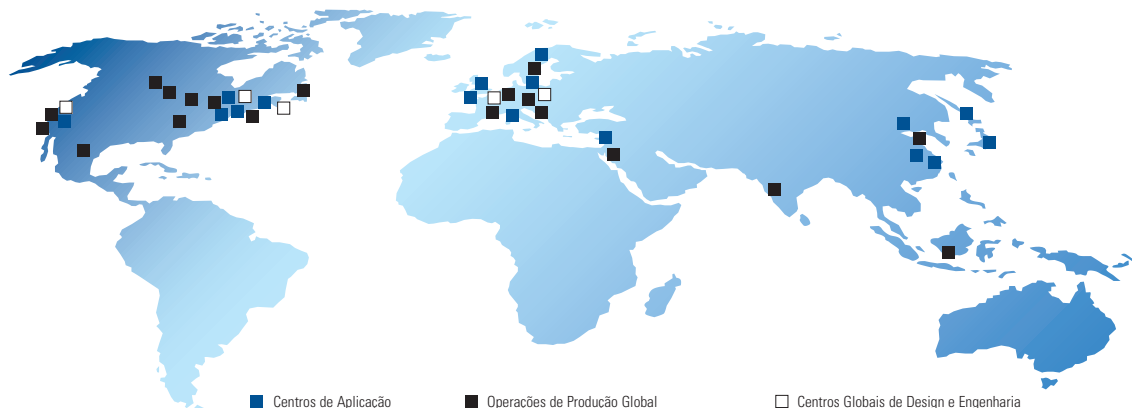 Centros de Aplicação
Operações de Produção Global
Centros Globais de Design e Engenharia